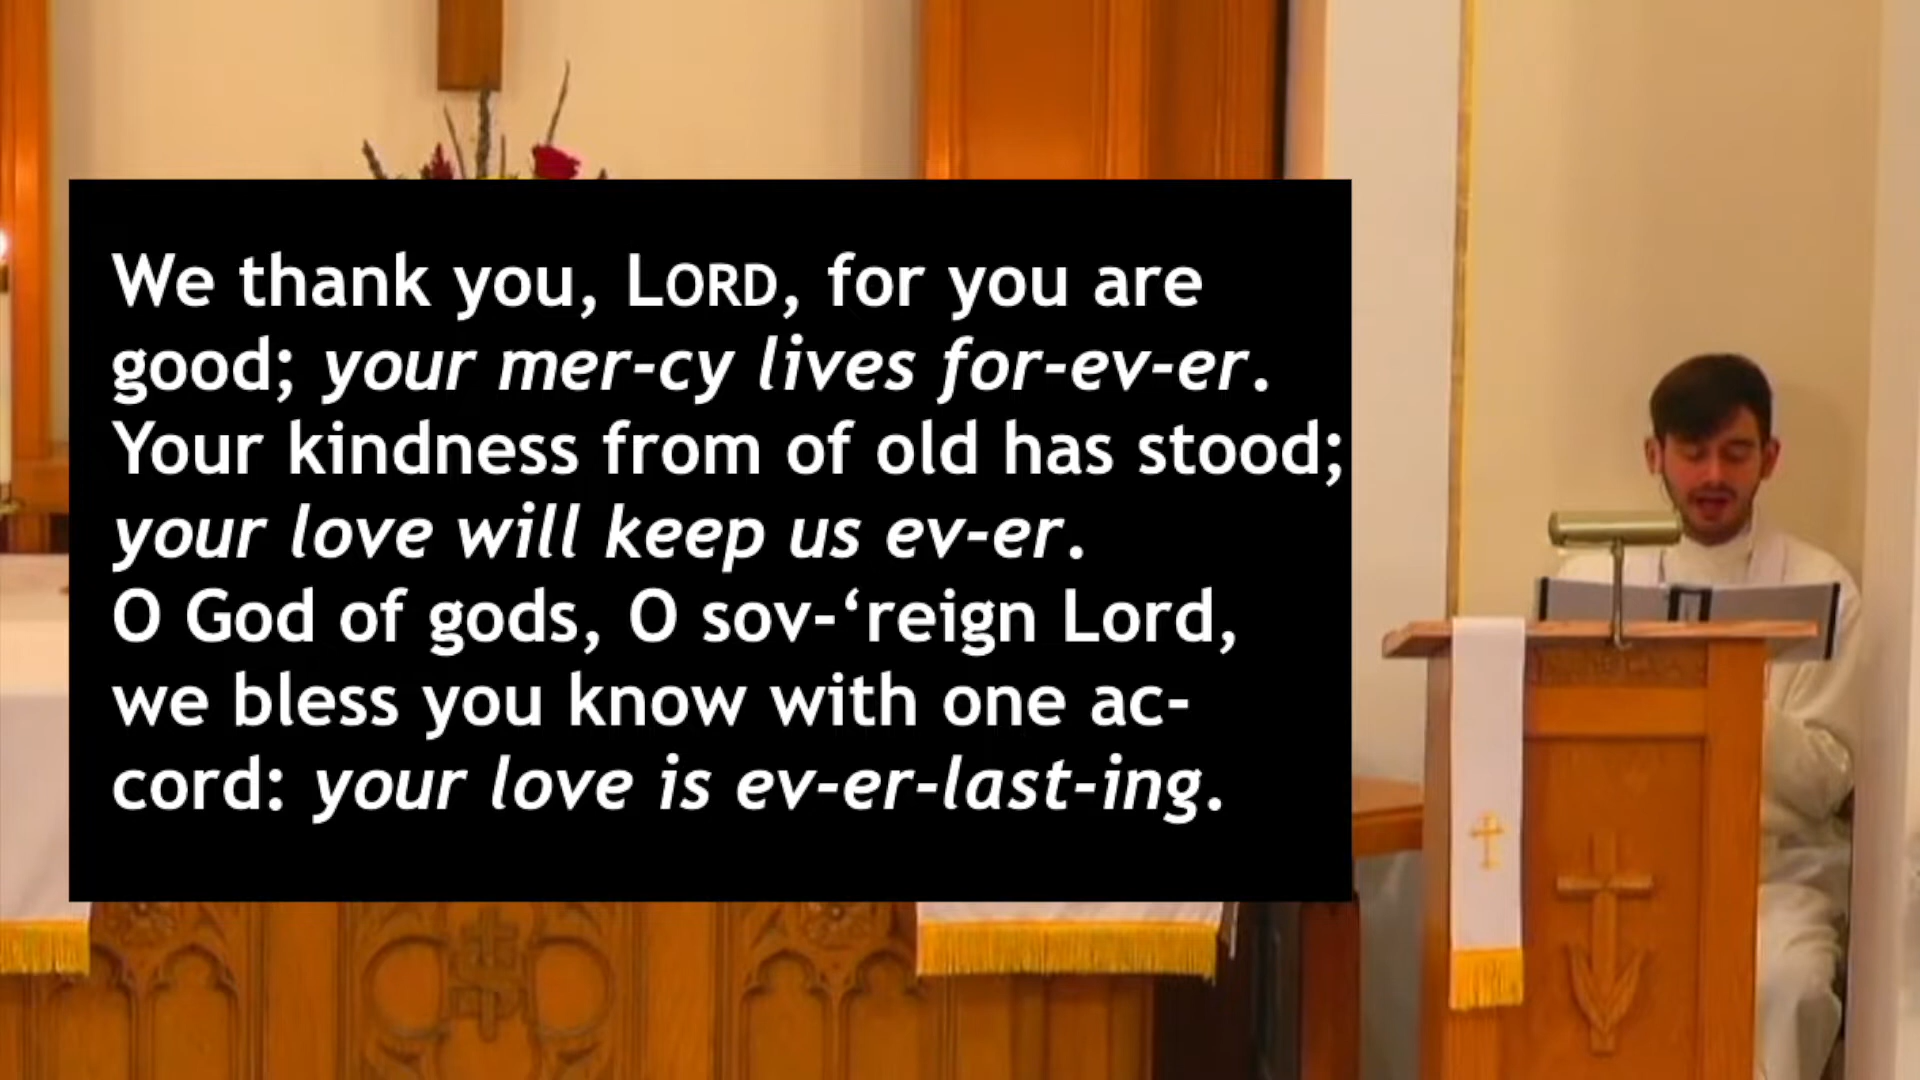 We thank you, LORD, for you are
good; your mer-cy lives for-ev-er.
Your kindness from of old has stood;
your love will keep us ev-er.
O God of gods, O sov-‘reign Lord,
we bless you know with one ac-
cord: your love is ev-er-last-ing.